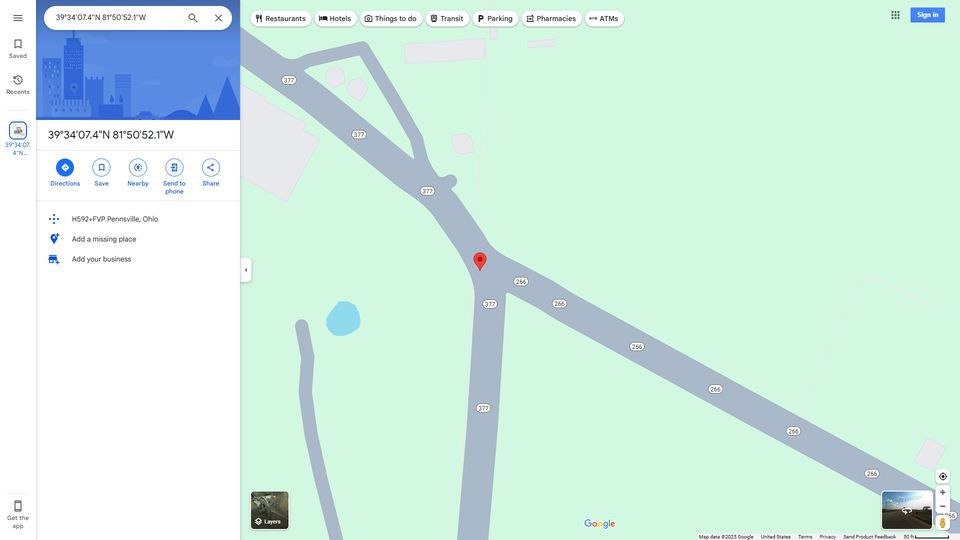 39°34'07.4"N 81°50'52.1"W
Restaurants
Hotels
Things to do
Transit
Parking
Pharmacies
ATMs
Sign in
Saved
Recents
39°34'07.
4"N...
39°34'07.4"N 81°50'52.1"W
Directions
Save
Nearby
Send to
phone
Share
H592+FVP Pennsville, Ohio
Add a missing place
Add your business
377
377
377
266
266
377
266
266
377
266
266
266
Get the
app
Layers
Google
Map data ©2025 Google
United States
Terms
Privacy
Send Product Feedback
50 ft